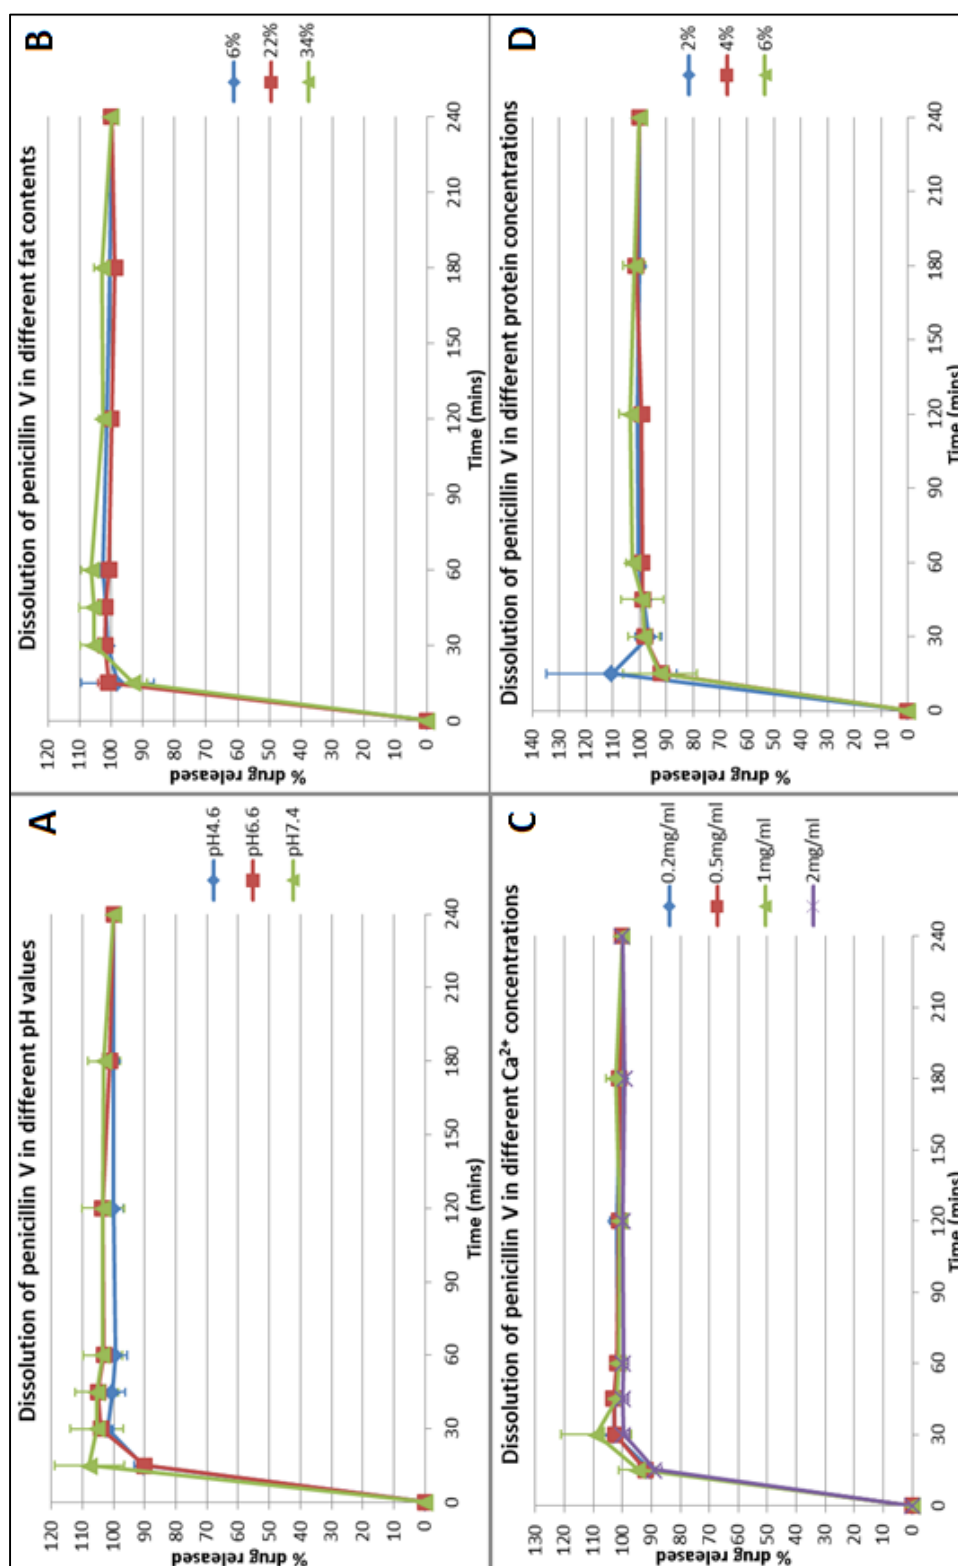 A
Dissolution of penicillin V in different pH values
120
110
100
90
80
70
60
50
40
30
20
10
0
% drug released
0 30 60 90 120 150 180 210 240
Time (mins)
pH4.6
pH6.6
pH7.4
B
Dissolution of penicillin V in different fat contents
120
110
100
90
80
70
60
50
40
30
20
10
0
% drug released
0 30 60 90 120 150 180 210 240
Time (mins)
6%
22%
34%
C
Dissolution of penicillin V in different Ca²⁺ concentrations
130
120
110
100
90
80
70
60
50
40
30
20
10
0
% drug released
0 30 60 90 120 150 180 210 240
Time (mins)
0.2mg/ml
0.5mg/ml
1mg/ml
2mg/ml
D
Dissolution of penicillin V in different protein concentrations
140
130
120
110
100
90
80
70
60
50
40
30
20
10
0
% drug released
0 30 60 90 120 150 180 210 240
Time (mins)
2%
4%
6%